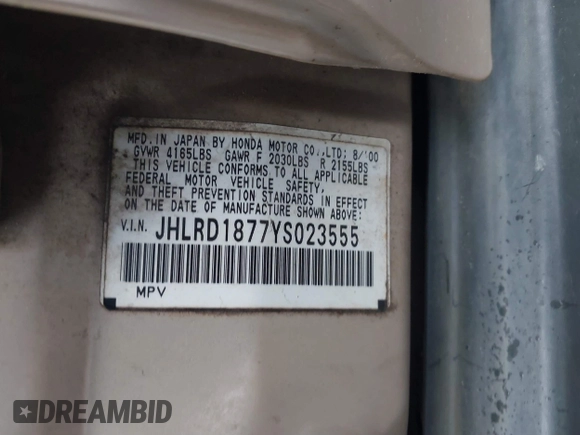 MFD. IN JAPAN BY HONDA MOTOR CO., LTD; 8/'00
GVWR 4165LBS GAWR F 2030LBS R 2155LBS
THIS VEHICLE CONFORMS TO ALL APPLICABLE
FEDERAL MOTOR VEHICLE SAFETY,
AND THEFT PREVENTION STANDARDS IN EFFECT
ON THE DATE OF MANUFACTURE SHOWN ABOVE:
V.I.N. JHLRD1877YS023555
MPV
DREAMBID